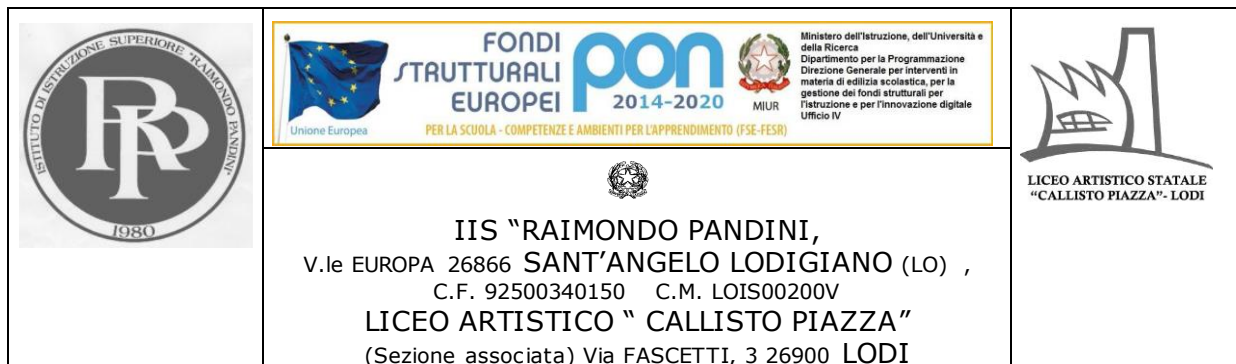 ISTITUTO DI ISTRUZIONE SUPERIORE "RAIMONDO PANDINI"
RP
1980
FONDI
STRUTTURALI
EUROPEI
pon
2014-2020
Unione Europea
MIUR
Ministero dell'Istruzione, dell'Università e
della Ricerca
Dipartimento per la Programmazione
Direzione Generale per interventi in
materia di edilizia scolastica, per la
gestione dei fondi strutturali per
l'istruzione e per l'innovazione digitale
Ufficio IV
PER LA SCUOLA - COMPETENZE E AMBIENTI PER L'APPRENDIMENTO (FSE-FESR)
LICEO ARTISTICO STATALE
"CALLISTO PIAZZA"- LODI
IIS "RAIMONDO PANDINI,
V.le EUROPA 26866 SANT'ANGELO LODIGIANO (LO) ,
C.F. 92500340150 C.M. LOIS00200V
LICEO ARTISTICO " CALLISTO PIAZZA"
(Sezione associata) Via FASCETTI, 3 26900 LODI